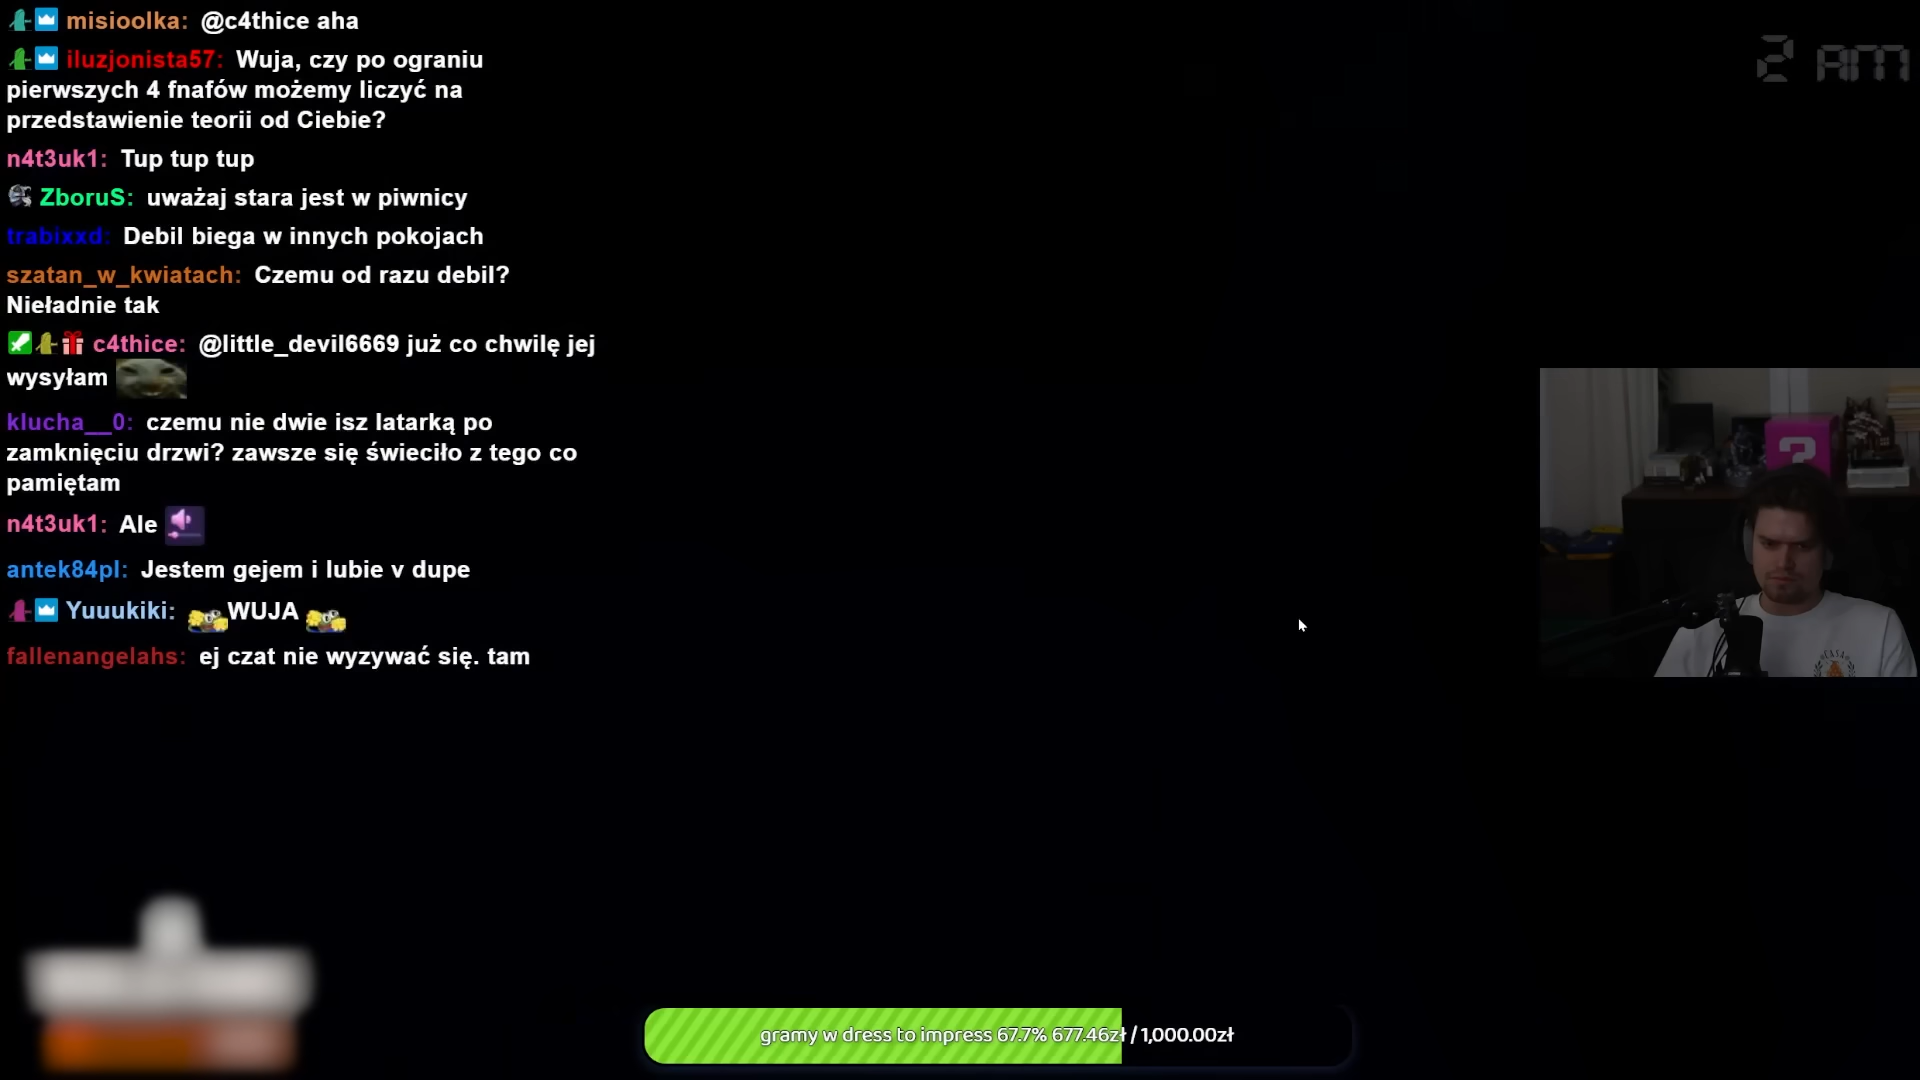 misioolka: @c4thice aha
iluzjonista57: Wuja, czy po ograniu
pierwszych 4 fnafów możemy liczyć na
przedstawienie teorii od Ciebie?
n4t3uk1: Tup tup tup
ZboruS: uważaj stara jest w piwnicy
trabixxd: Debil biega w innych pokojach
szatan_w_kwiatach: Czemu od razu debil?
Nieładnie tak
c4thice: @little_devil6669 już co chwilę jej
wysyłam
klucha__0: czemu nie dwie isz latarką po
zamknięciu drzwi? zawsze się świeciło z tego co
pamiętam
n4t3uk1: Ale
antek84pl: Jestem gejem i lubie v dupe
Yuuukiki: WUJA
fallenangelahs: ej czat nie wyzywać się. tam
2 AM
?
CASA
gramy w dress to impress 67.7% 677.46zł / 1,000.00zł